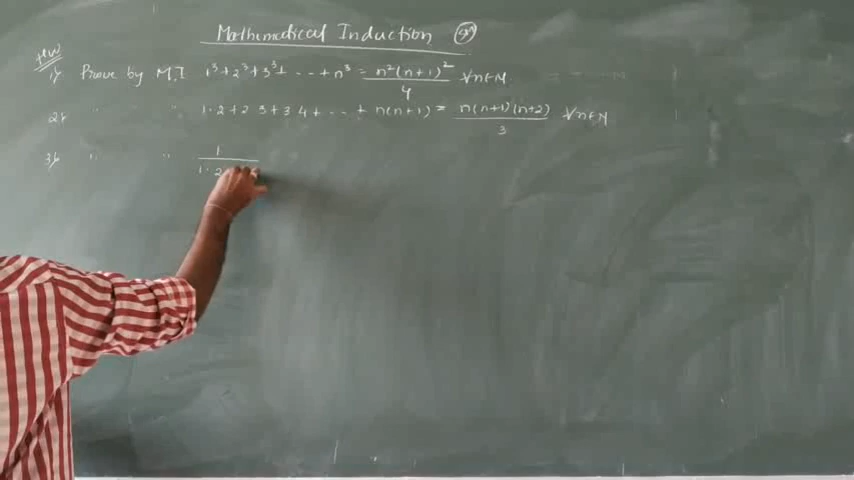 Mathematical Induction
H.W
1) Prove by M.I 1³+2³+3³+ - - +n³ = n²(n+1)²/4 ∀n∈N
2) " " " 1·2+2 3+3 4+ - - + n(n+1) = n(n+1)(n+2)/3 ∀n∈N
3) " " 1/1·2